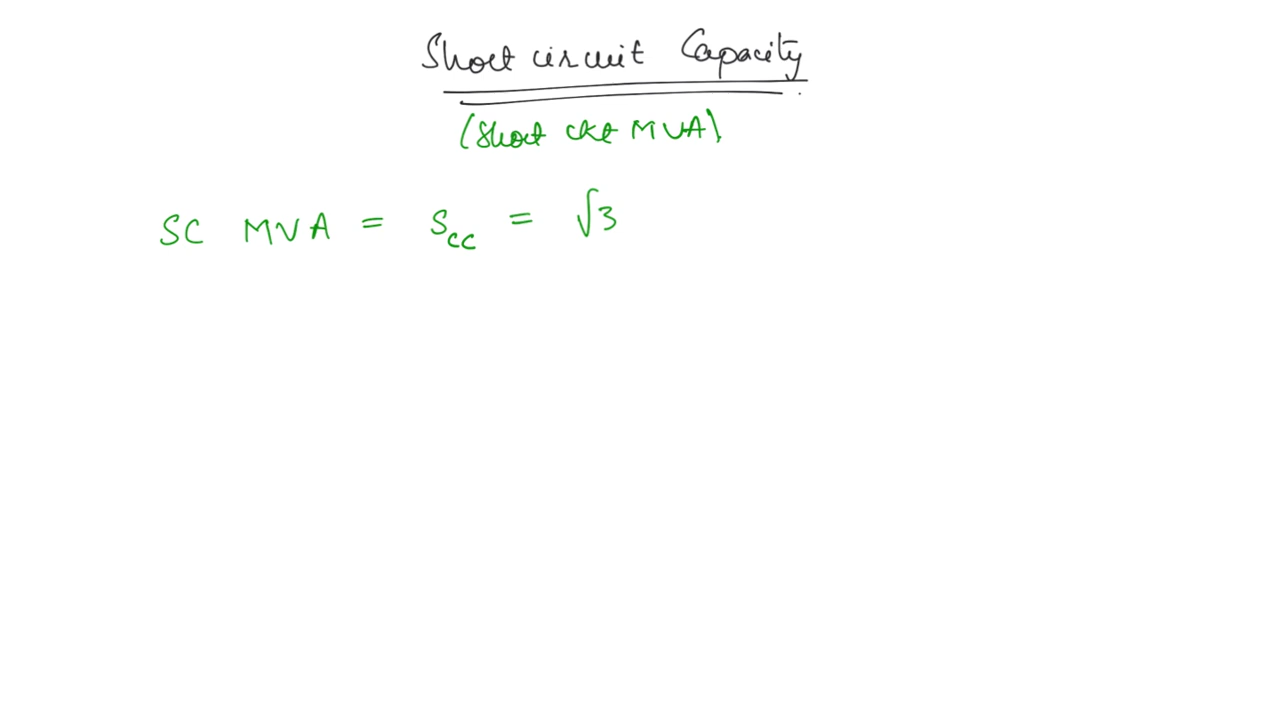 Short circuit Capacity
(Short ckt MVA)
SC MVA = S_cc = √3